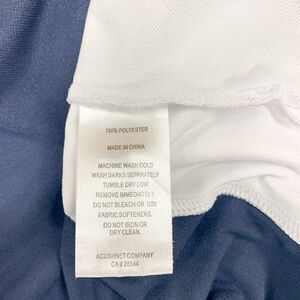 100% POLYESTER
MADE IN CHINA
MACHINE WASH COLD
WASH DARKS SEPARATELY
TUMBLE DRY LOW
REMOVE IMMEDIATELY.
DO NOT BLEACH OR USE
FABRIC SOFTENERS.
DO NOT IRON OR
DRY CLEAN.
ACUSHNET COMPANY
CA# 28544